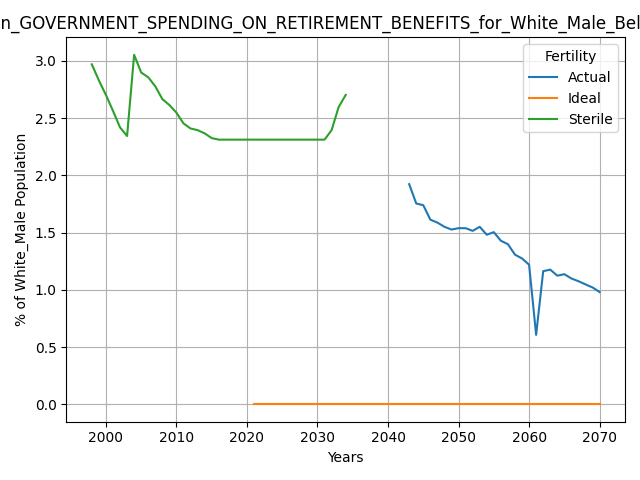 n_GOVERNMENT_SPENDING_ON_RETIREMENT_BENEFITS_for_White_Male_Bel
Fertility
Actual
Ideal
Sterile
% of White_Male Population
3.0
2.5
2.0
1.5
1.0
0.5
0.0
2000 2010 2020 2030 2040 2050 2060 2070
Years